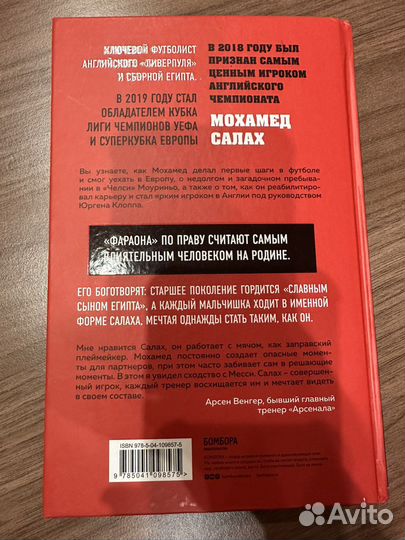 КЛЮЧЕВОЙ ФУТБОЛИСТ
АНГЛИЙСКОГО «ЛИВЕРПУЛЯ»
И СБОРНОЙ ЕГИПТА.
В 2019 ГОДУ СТАЛ
ОБЛАДАТЕЛЕМ КУБКА
ЛИГИ ЧЕМПИОНОВ УЕФА
И СУПЕРКУБКА ЕВРОПЫ
В 2018 ГОДУ БЫЛ
ПРИЗНАН САМЫМ
ЦЕННЫМ ИГРОКОМ
АНГЛИЙСКОГО
ЧЕМПИОНАТА
МОХАМЕД
САЛАХ
Вы узнаете, как Мохамед делал первые шаги в футболе
и смог уехать в Европу, о недолгом и загадочном пребыва-
нии в «Челси» Моуринью, а также о том, как он реабилитиро-
вал карьеру и стал ярким игроком в Англии под руководством
Юргена Клоппа.
«ФАРАОНА» ПО ПРАВУ СЧИТАЮТ САМЫМ
ВЛИЯТЕЛЬНЫМ ЧЕЛОВЕКОМ НА РОДИНЕ.
ЕГО БОГОТВОРЯТ: СТАРШЕЕ ПОКОЛЕНИЕ ГОРДИТСЯ «СЛАВНЫМ
СЫНОМ ЕГИПТА», А КАЖДЫЙ МАЛЬЧИШКА ХОДИТ В ИМЕННОЙ
ФОРМЕ САЛАХА, МЕЧТАЯ ОДНАЖДЫ СТАТЬ ТАКИМ, КАК ОН.
Мне нравится Салах, он работает с мячом, как заправский
плеймейкер. Мохамед постоянно создает опасные момен-
ты для партнеров, при этом часто забивает сам в решающие
моменты. В этом я увидел сходство с Месси. Салах – совершен-
ный игрок, каждый тренер восхищается им и мечтает видеть
в своем составе.
Арсен Венгер, бывший главный
тренер «Арсенала»
ISBN 978-5-04-109857-5
9 785041 098575 >
БОМБОРА
Avito